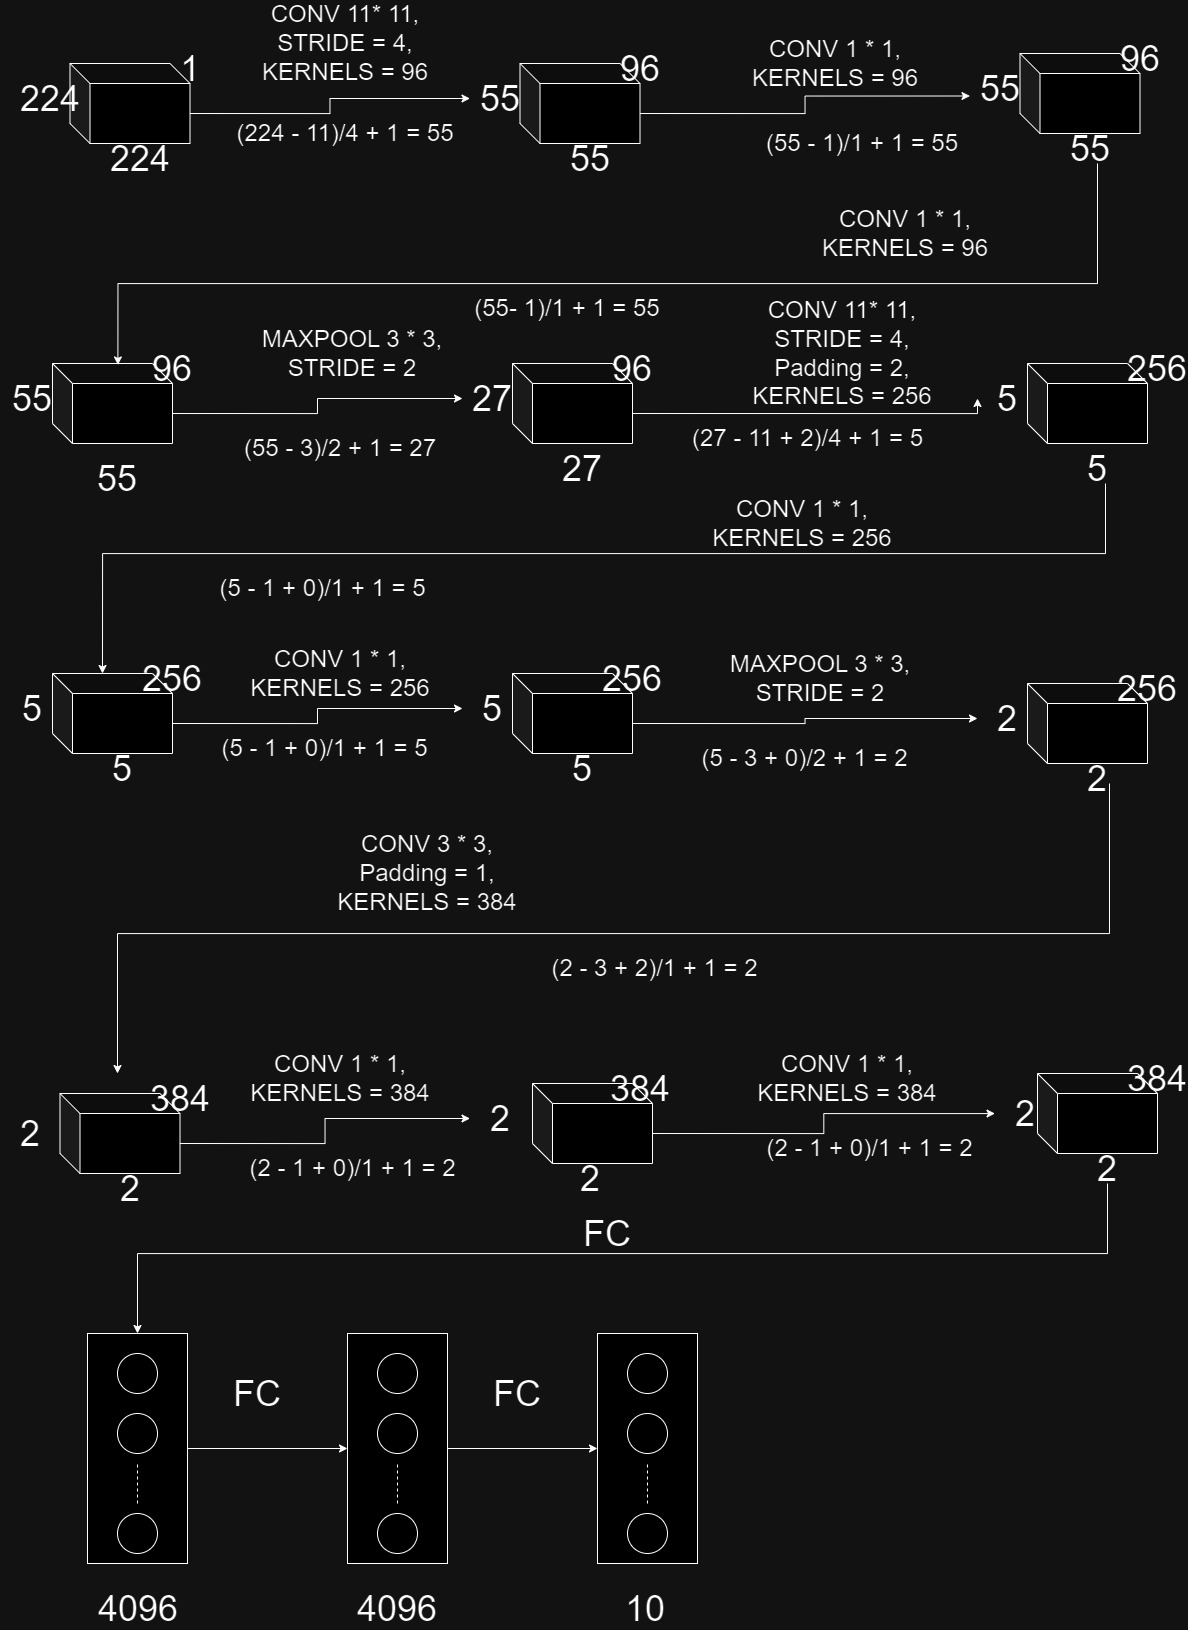 CONV 11* 11,
STRIDE = 4,
KERNELS = 96
CONV 1 * 1,
KERNELS = 96
1
224
224
(224 - 11)/4 + 1 = 55
96
55
55
(55 - 1)/1 + 1 = 55
96
55
55
CONV 1 * 1,
KERNELS = 96
(55- 1)/1 + 1 = 55
96
55
55
MAXPOOL 3 * 3,
STRIDE = 2
(55 - 3)/2 + 1 = 27
96
27
27
CONV 11* 11,
STRIDE = 4,
Padding = 2,
KERNELS = 256
(27 - 11 + 2)/4 + 1 = 5
256
5
5
CONV 1 * 1,
KERNELS = 256
(5 - 1 + 0)/1 + 1 = 5
256
5
5
CONV 1 * 1,
KERNELS = 256
(5 - 1 + 0)/1 + 1 = 5
256
5
5
MAXPOOL 3 * 3,
STRIDE = 2
(5 - 3 + 0)/2 + 1 = 2
256
2
2
CONV 3 * 3,
Padding = 1,
KERNELS = 384
(2 - 3 + 2)/1 + 1 = 2
384
2
2
CONV 1 * 1,
KERNELS = 384
(2 - 1 + 0)/1 + 1 = 2
384
2
2
CONV 1 * 1,
KERNELS = 384
(2 - 1 + 0)/1 + 1 = 2
384
2
2
FC
FC
FC
4096
4096
10